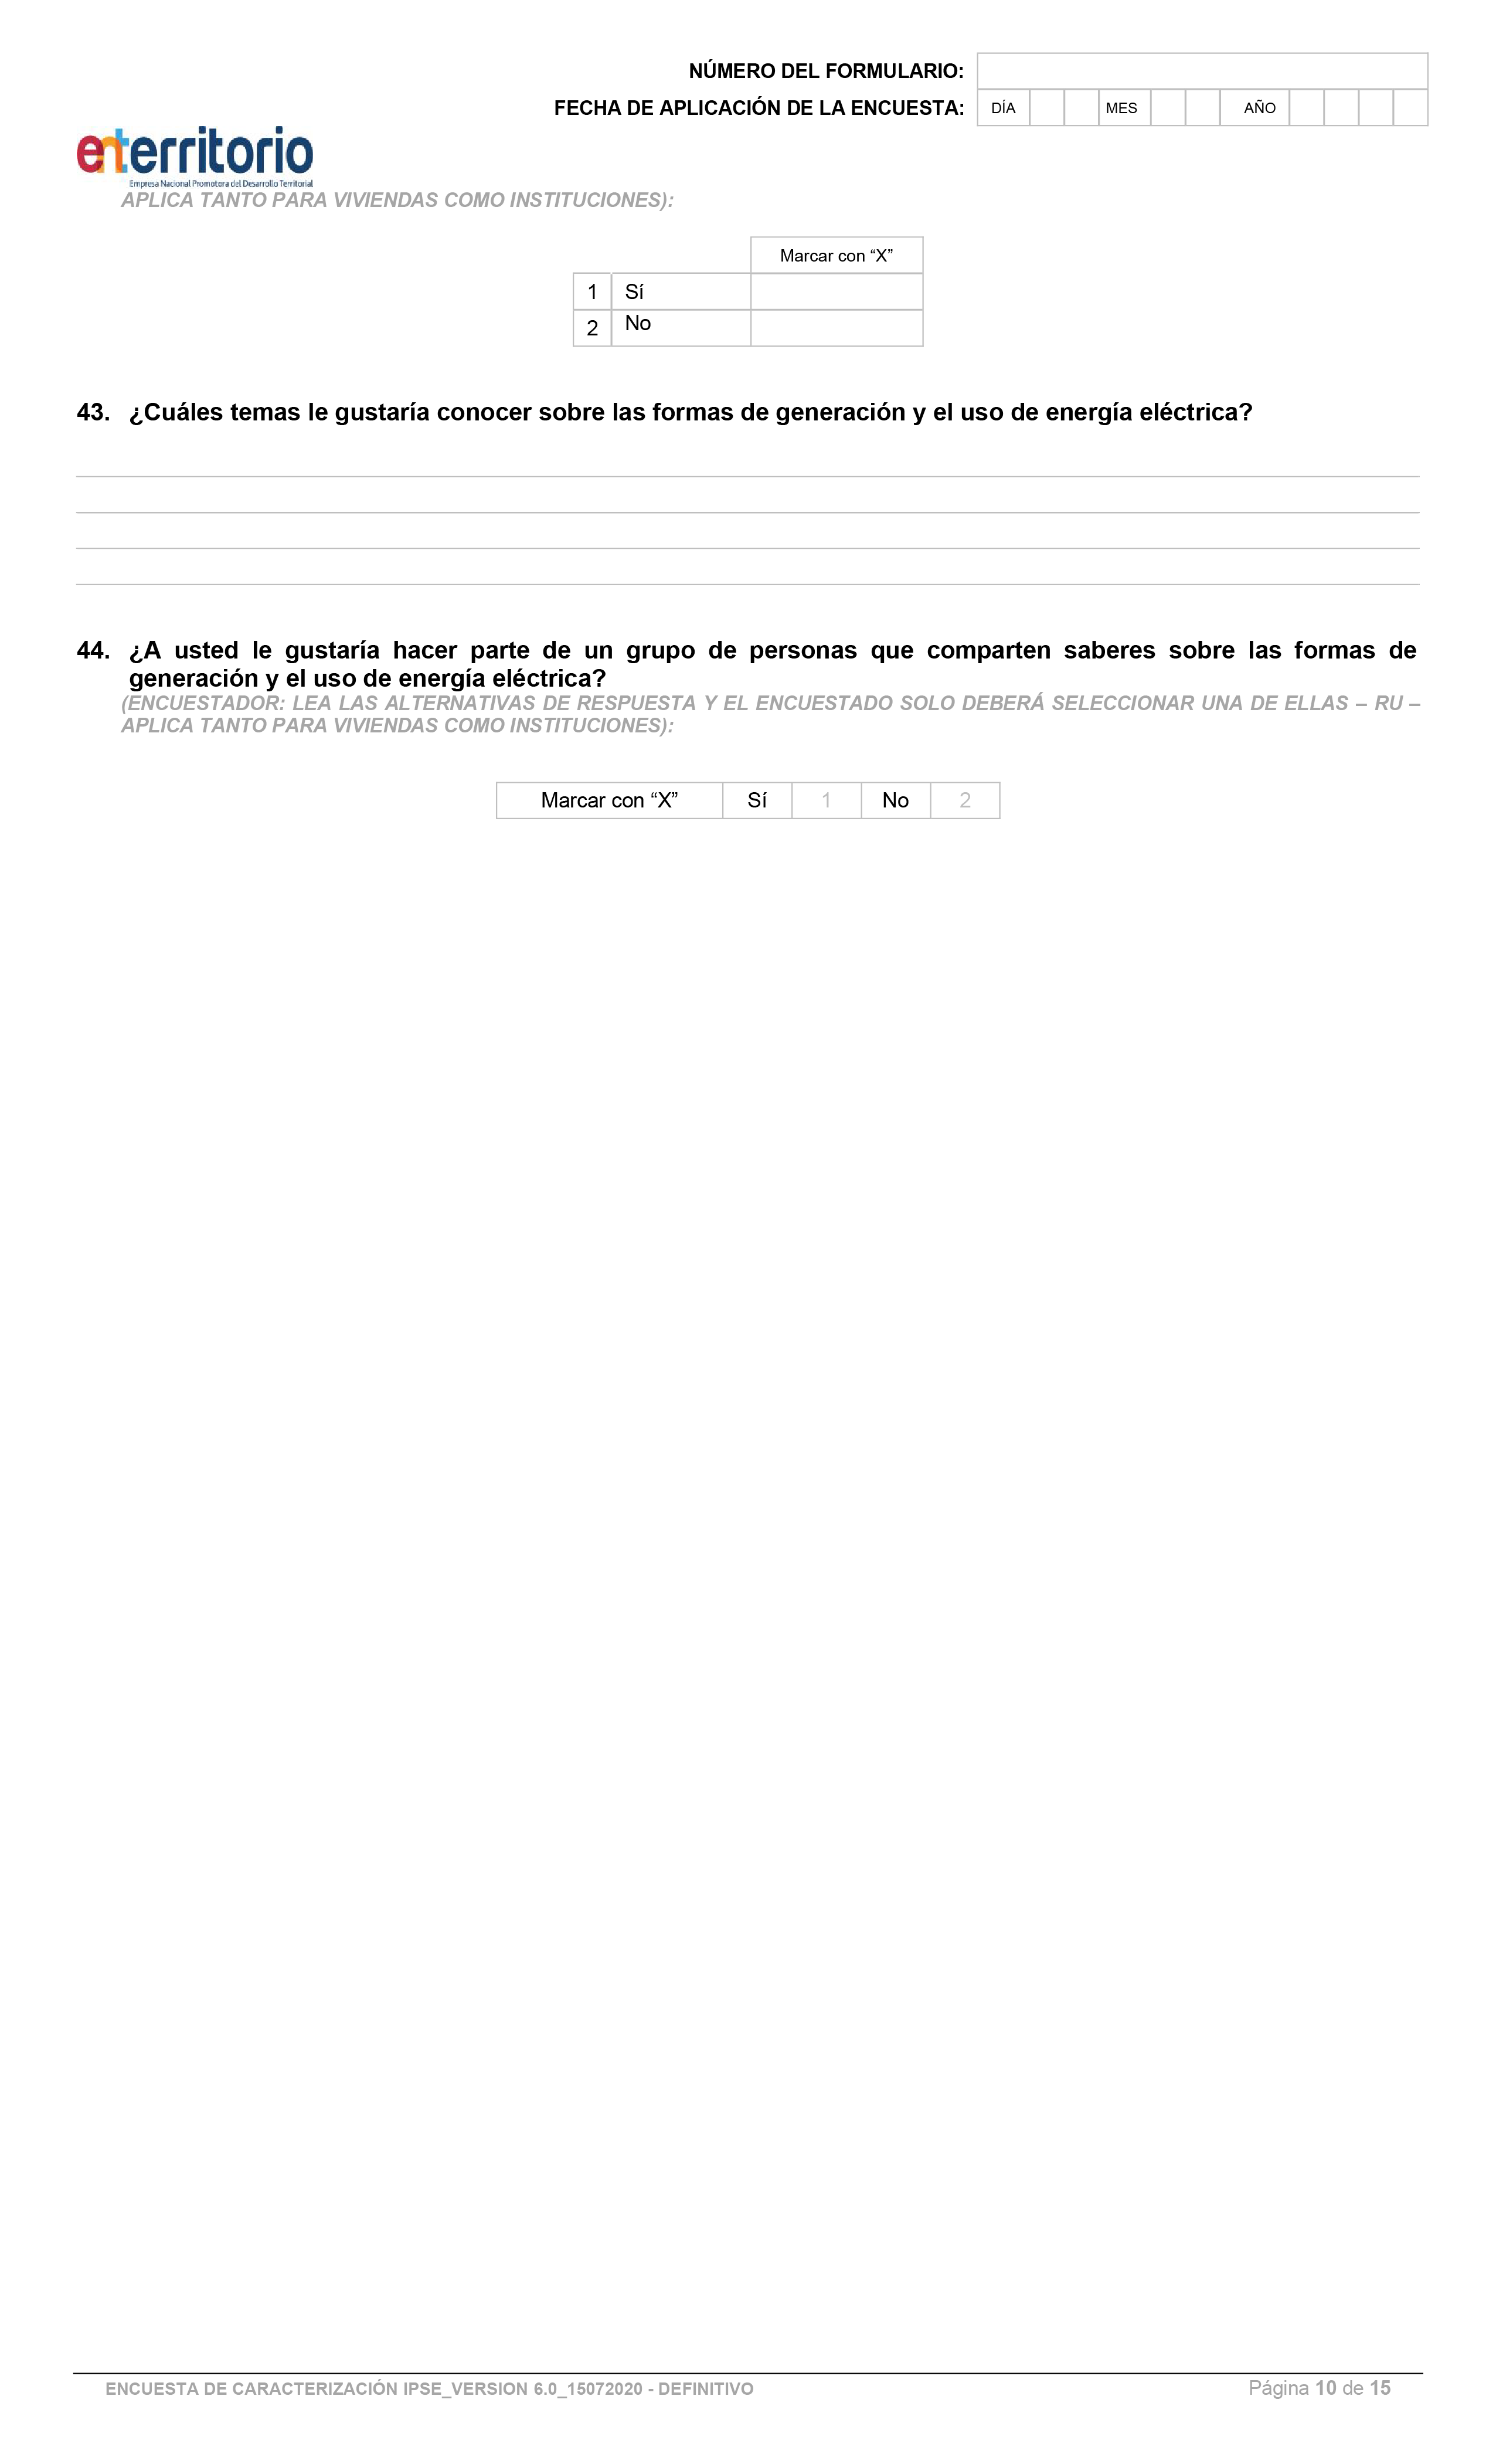 NÚMERO DEL FORMULARIO:
FECHA DE APLICACIÓN DE LA ENCUESTA: DÍA MES AÑO
enterritorio
Empresa Nacional Promotora del Desarrollo Territorial
APLICA TANTO PARA VIVIENDAS COMO INSTITUCIONES):
Marcar con “X”
1 Sí
2 No
43. ¿Cuáles temas le gustaría conocer sobre las formas de generación y el uso de energía eléctrica?
44. ¿A usted le gustaría hacer parte de un grupo de personas que comparten saberes sobre las formas de
generación y el uso de energía eléctrica?
(ENCUESTADOR: LEA LAS ALTERNATIVAS DE RESPUESTA Y EL ENCUESTADO SOLO DEBERÁ SELECCIONAR UNA DE ELLAS – RU –
APLICA TANTO PARA VIVIENDAS COMO INSTITUCIONES):
Marcar con “X” Sí 1 No 2
ENCUESTA DE CARACTERIZACIÓN IPSE_VERSION 6.0_15072020 - DEFINITIVO Página 10 de 15